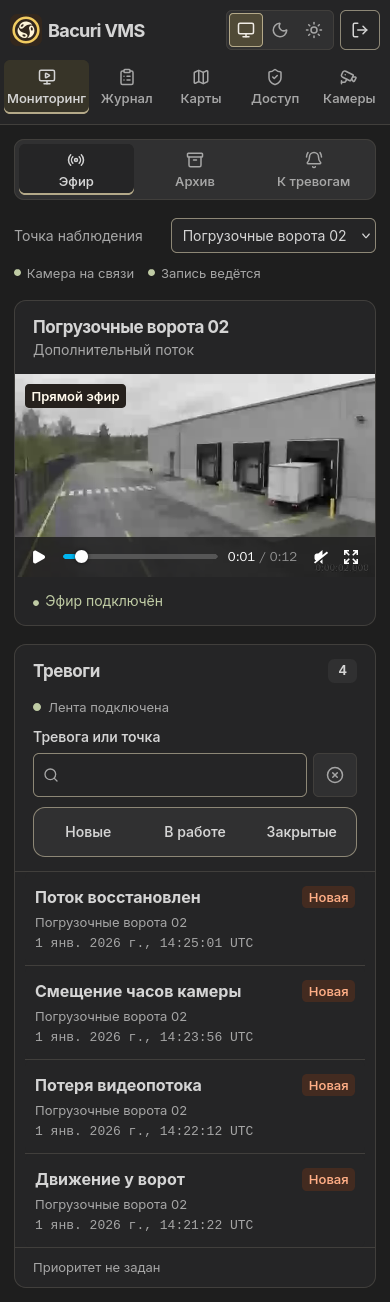 Bacuri VMS
Мониторинг
Журнал
Карты
Доступ
Камеры
Эфир
Архив
К тревогам
Точка наблюдения
Погрузочные ворота 02
Камера на связи
Запись ведётся
Погрузочные ворота 02
Дополнительный поток
Прямой эфир
0:01 / 0:12
Эфир подключён
Тревоги
4
Лента подключена
Тревога или точка
Новые
В работе
Закрытые
Поток восстановлен
Новая
Погрузочные ворота 02
1 янв. 2026 г., 14:25:01 UTC
Смещение часов камеры
Новая
Погрузочные ворота 02
1 янв. 2026 г., 14:23:56 UTC
Потеря видеопотока
Новая
Погрузочные ворота 02
1 янв. 2026 г., 14:22:12 UTC
Движение у ворот
Новая
Погрузочные ворота 02
1 янв. 2026 г., 14:21:22 UTC
Приоритет не задан